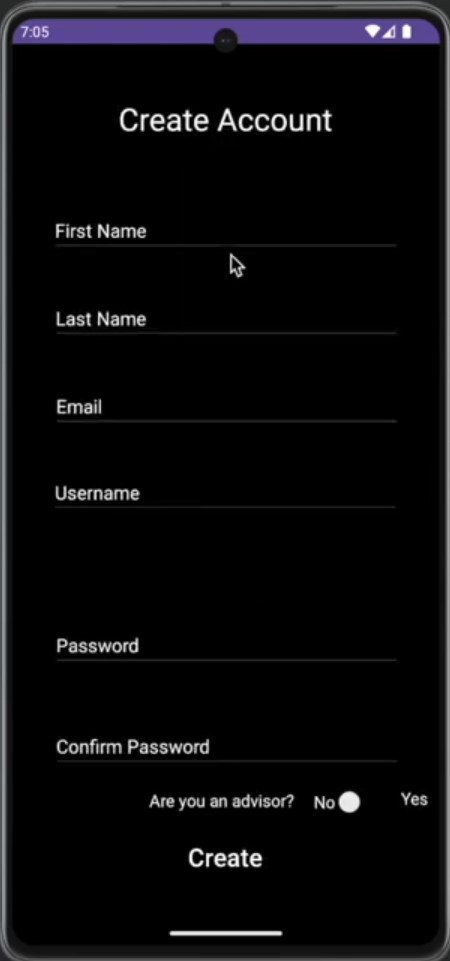 7:05
Create Account
First Name
Last Name
Email
Username
Password
Confirm Password
Are you an advisor? No Yes
Create